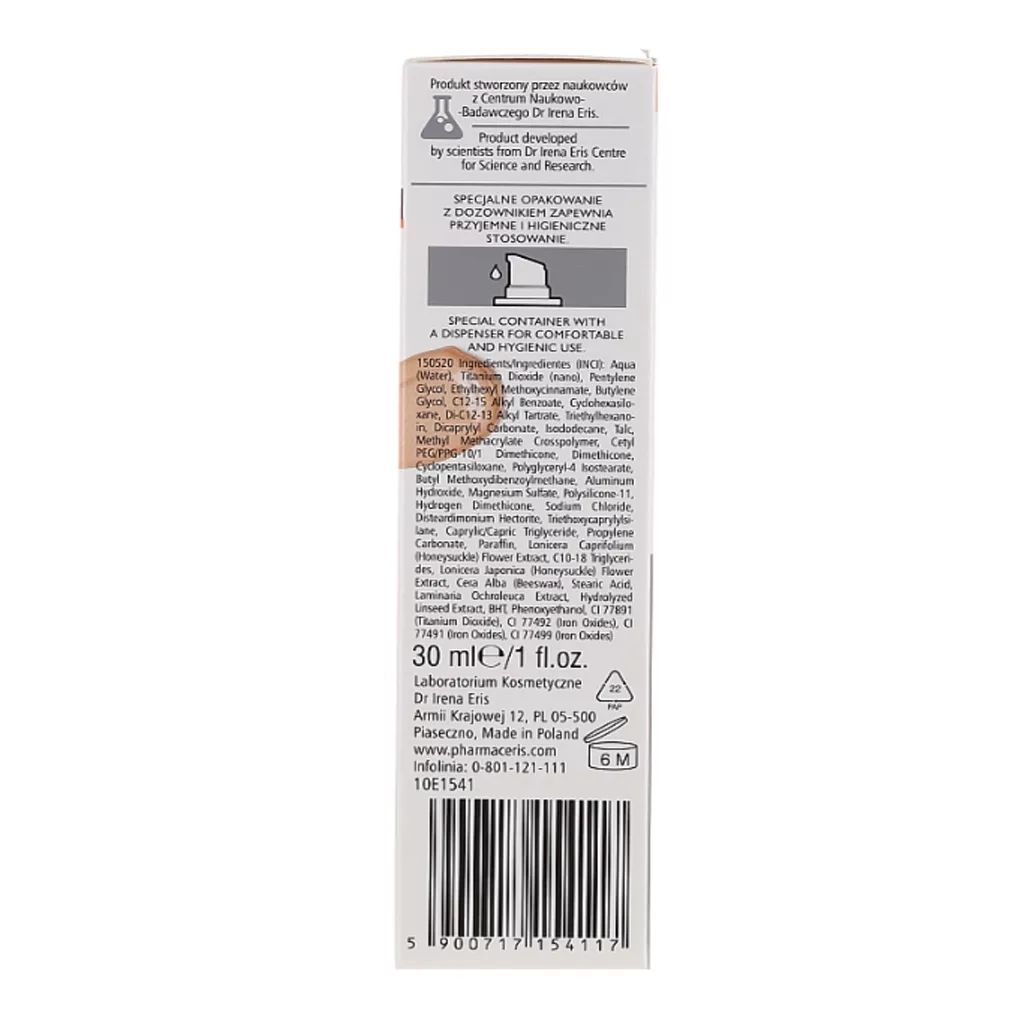 Produkt stworzony przez naukowców
z Centrum Naukowo-
-Badawczego Dr Irena Eris.
Product developed
by scientists from Dr Irena Eris Centre
for Science and Research.
SPECJALNE OPAKOWANIE
Z DOZOWNIKIEM ZAPEWNIA
PRZYJEMNE I HIGIENICZNE
STOSOWANIE.
SPECIAL CONTAINER WITH
A DISPENSER FOR COMFORTABLE
AND HYGIENIC USE.
150520 Ingredients/Ingredientes (INCI): Aqua
(Water), Titanium Dioxide (nano), Pentylene
Glycol, Ethylhexyl Methoxycinnamate, Butylene
Glycol, C12-15 Alkyl Benzoate, Cyclohexasilo-
xane, Di-C12-13 Alkyl Tartrate, Triethylhexano-
in, Dicaprylyl Carbonate, Isododecane, Talc,
Methyl Methacrylate Crosspolymer, Cetyl
PEG/PPG-10/1 Dimethicone, Dimethicone,
Cyclopentasiloxane, Polyglyceryl-4 Isostearate,
Butyl Methoxydibenzoylmethane, Aluminum
Hydroxide, Magnesium Sulfate, Polysilicone-11,
Hydrogen Dimethicone, Sodium Chloride,
Disteardimonium Hectorite, Triethoxycaprylylsi-
lane, Caprylic/Capric Triglyceride, Propylene
Carbonate, Paraffin, Lonicera Caprifolium
(Honeysuckle) Flower Extract, C10-18 Triglyceri-
des, Lonicera Japonica (Honeysuckle) Flower
Extract, Cera Alba (Beeswax), Stearic Acid,
Laminaria Ochroleuca Extract, Hydrolyzed
Linseed Extract, BHT, Phenoxyethanol, CI 77891
(Titanium Dioxide), CI 77492 (Iron Oxides), CI
77491 (Iron Oxides), CI 77499 (Iron Oxides)
30 ml℮/1 fl.oz.
Laboratorium Kosmetyczne
Dr Irena Eris
Armii Krajowej 12, PL 05-500
Piaseczno, Made in Poland
www.pharmaceris.com
Infolinia: 0-801-121-111
10E1541
22
PAP
6 M
5 900717 154117